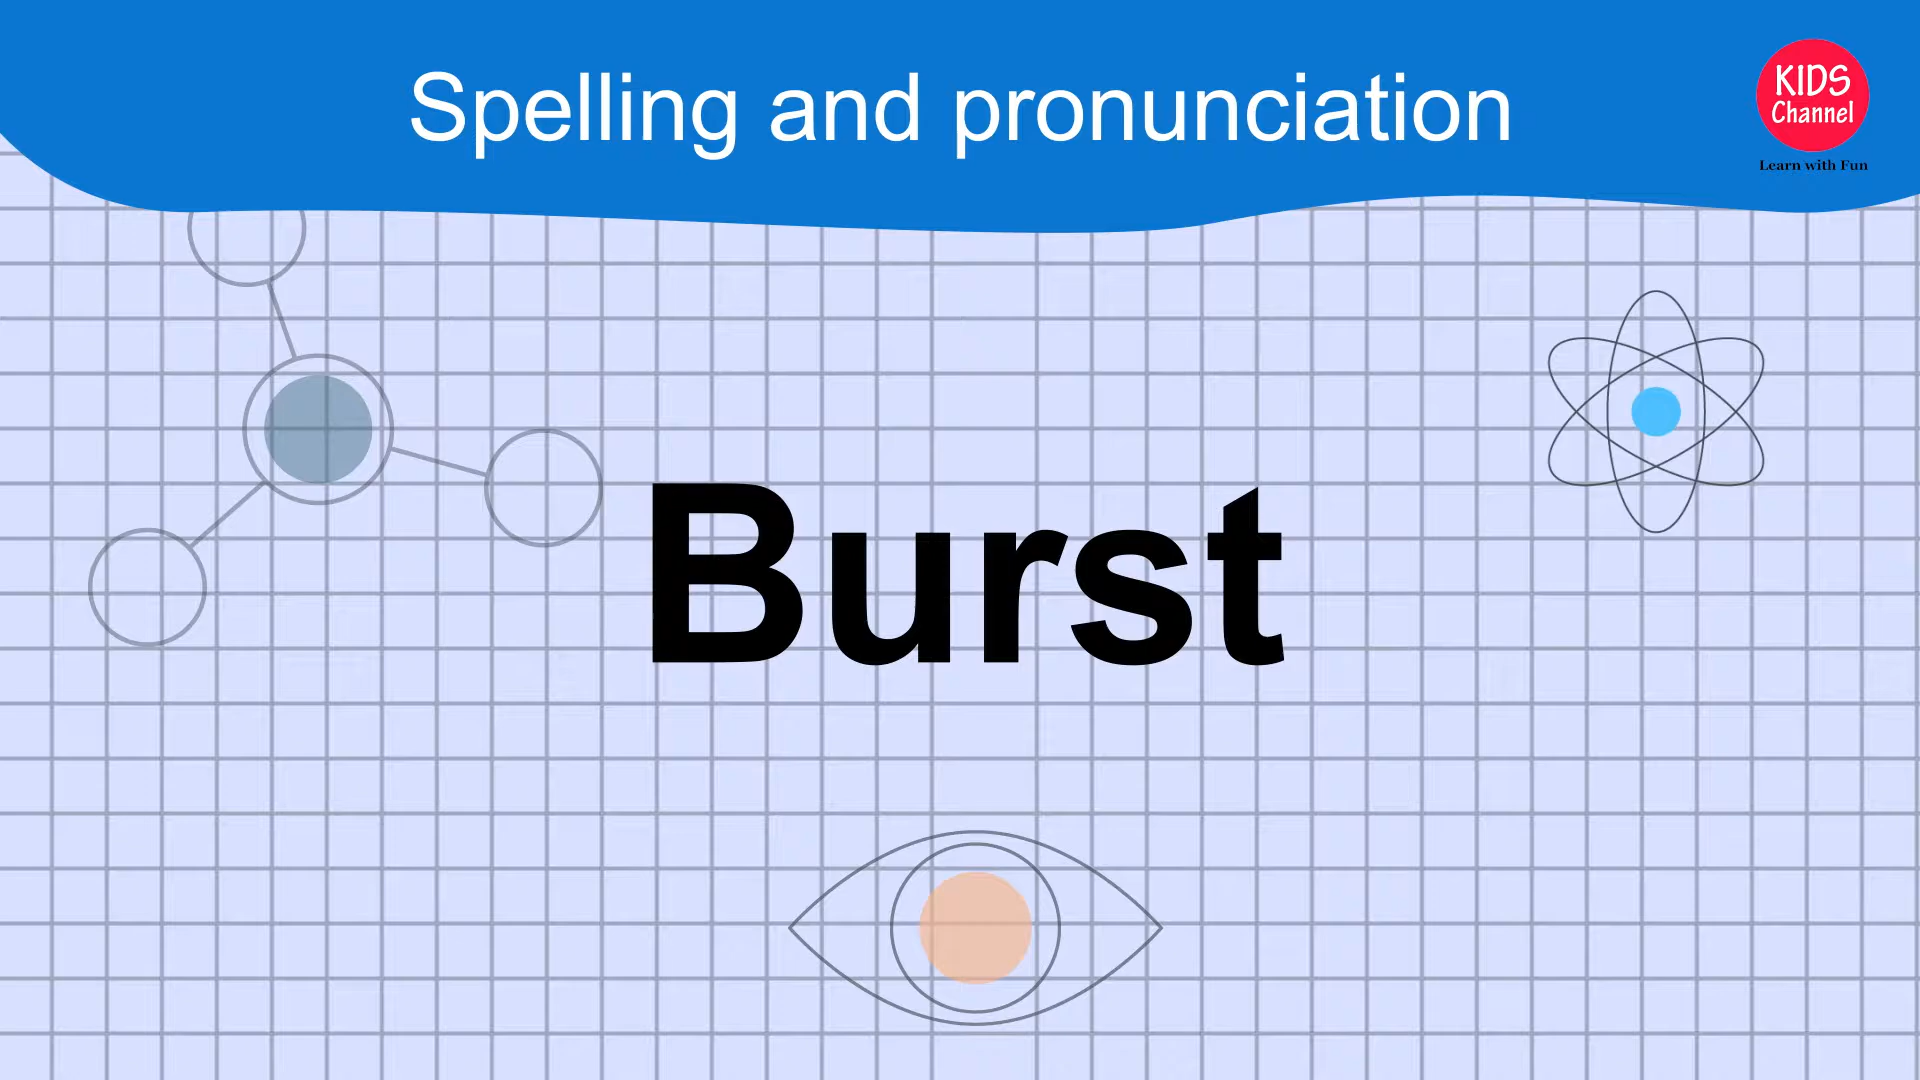 Spelling and pronunciation
KIDS
Channel
Learn with Fun
Burst